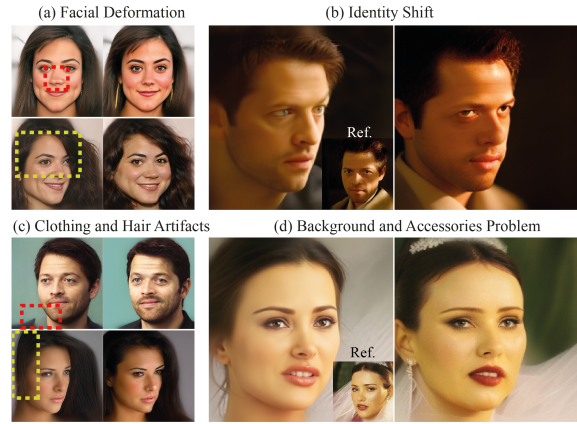 (a) Facial Deformation
(b) Identity Shift
Ref.
(c) Clothing and Hair Artifacts
(d) Background and Accessories Problem
Ref.